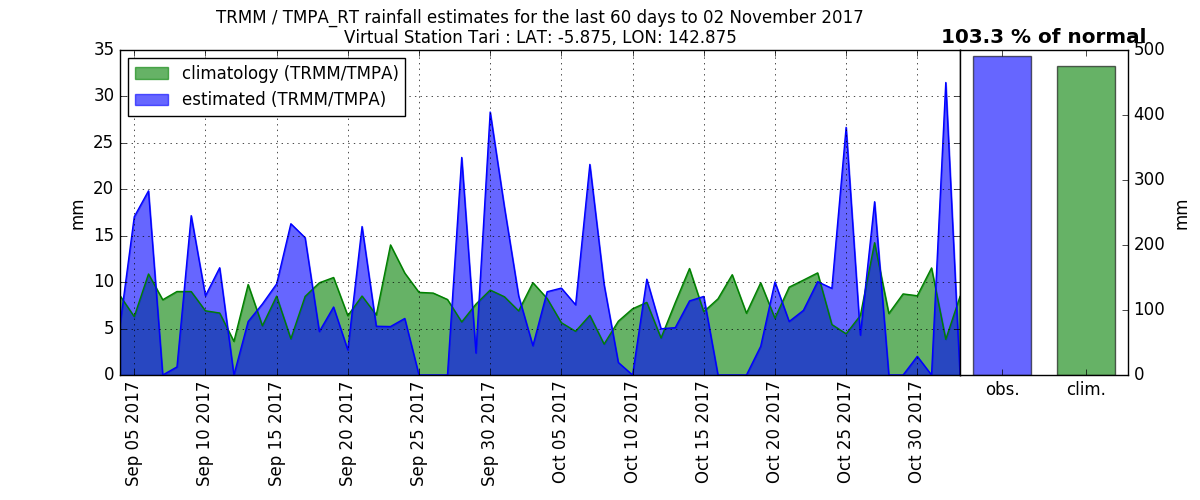 TRMM / TMPA_RT rainfall estimates for the last 60 days to 02 November 2017
Virtual Station Tari : LAT: -5.875, LON: 142.875
103.3 % of normal
climatology (TRMM/TMPA)
estimated (TRMM/TMPA)
35
30
25
20
15
10
5
0
mm
Sep 05 2017
Sep 10 2017
Sep 15 2017
Sep 20 2017
Sep 25 2017
Sep 30 2017
Oct 05 2017
Oct 10 2017
Oct 15 2017
Oct 20 2017
Oct 25 2017
Oct 30 2017
obs.
clim.
500
400
300
200
100
0
mm